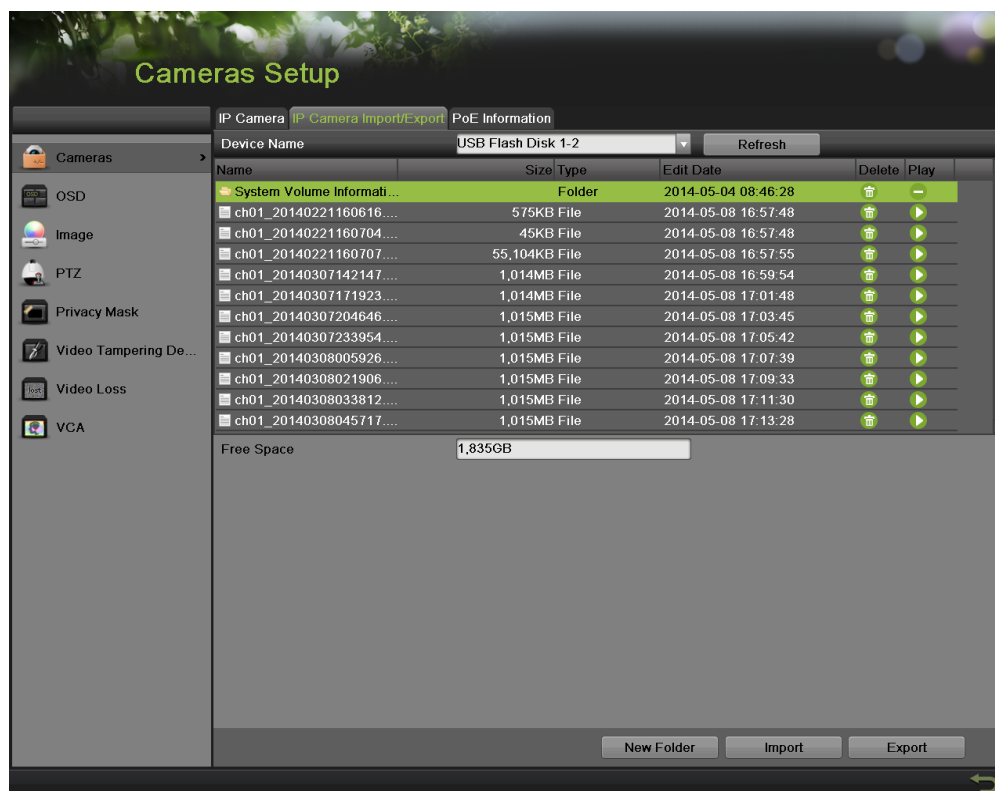 Cameras Setup
IP Camera IP Camera Import/Export PoE Information
Device Name USB Flash Disk 1-2 Refresh
Name Size Type Edit Date Delete Play
System Volume Informati... Folder 2014-05-04 08:46:28
ch01_20140221160616.... 575KB File 2014-05-08 16:57:48
ch01_20140221160704.... 45KB File 2014-05-08 16:57:48
ch01_20140221160707.... 55,104KB File 2014-05-08 16:57:55
ch01_20140307142147.... 1,014MB File 2014-05-08 16:59:54
ch01_20140307171923.... 1,014MB File 2014-05-08 17:01:48
ch01_20140307204646.... 1,015MB File 2014-05-08 17:03:45
ch01_20140307233954.... 1,015MB File 2014-05-08 17:05:42
ch01_20140308005926.... 1,015MB File 2014-05-08 17:07:39
ch01_20140308021906.... 1,015MB File 2014-05-08 17:09:33
ch01_20140308033812.... 1,015MB File 2014-05-08 17:11:30
ch01_20140308045717.... 1,015MB File 2014-05-08 17:13:28
Free Space 1,835GB
New Folder Import Export
Cameras
OSD
Image
PTZ
Privacy Mask
Video Tampering De...
Video Loss
VCA